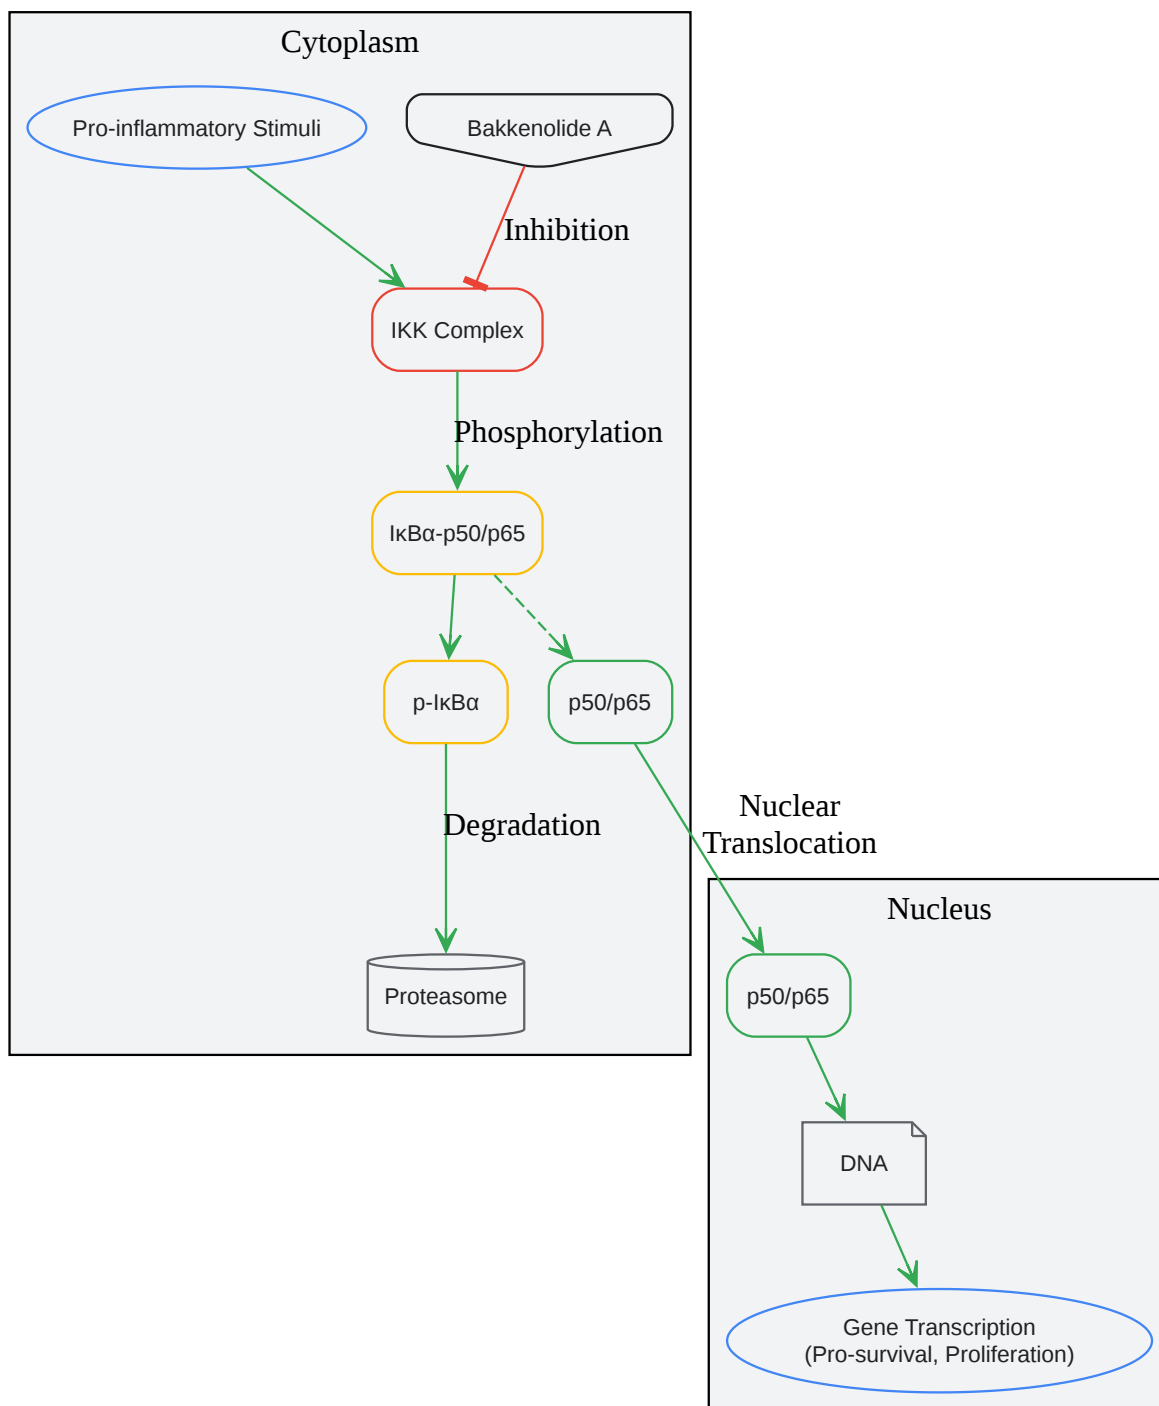 Cytoplasm
Pro-inflammatory Stimuli
Bakkenolide A
Inhibition
IKK Complex
Phosphorylation
IκBα-p50/p65
p-IκBα
p50/p65
Nuclear
Translocation
Degradation
Nucleus
Proteasome
p50/p65
DNA
Gene Transcription
(Pro-survival, Proliferation)